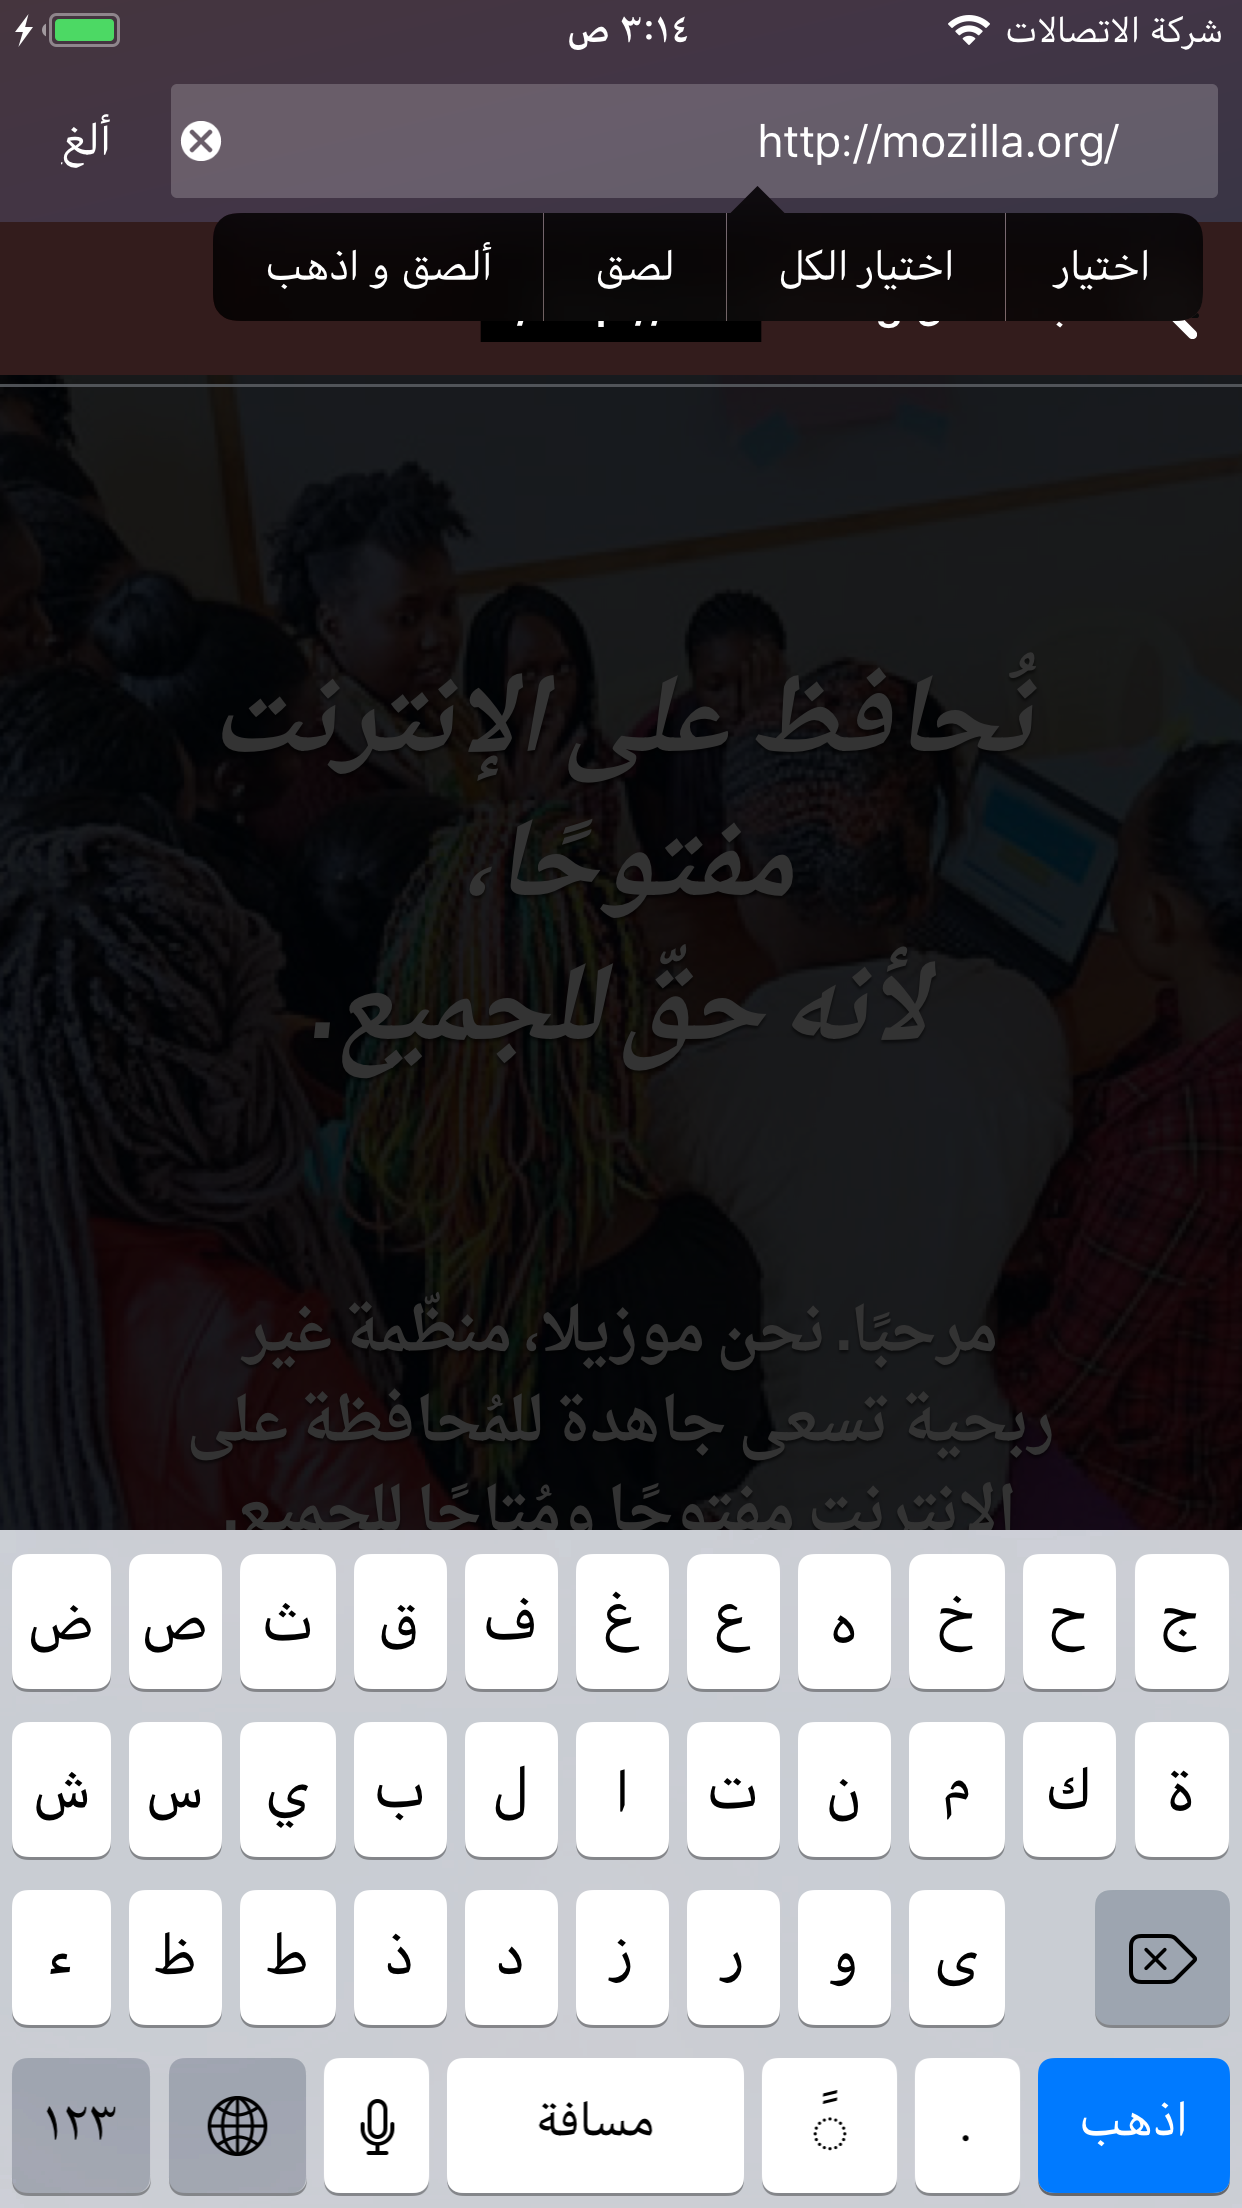 شركة الاتصالات ٣:١٤ ص
http://mozilla.org/ ألغ
اختيار اختيار الكل لصق ألصق و اذهب
نُحافظ على الإنترنت
مفتوحًا،
لأنه حقّ للجميع.
مرحبًا. نحن موزيلا، منظّمة غير
ربحية تسعى جاهدة للمُحافظة على
الإنترنت مفتوحًا ومُتاحًا للجميع.
ض ص ث ق ف غ ع ه خ ح ج
ش س ي ب ل ا ت ن م ك ة
ء ظ ط ذ د ز ر و ى
١٢٣ مسافة ً . اذهب